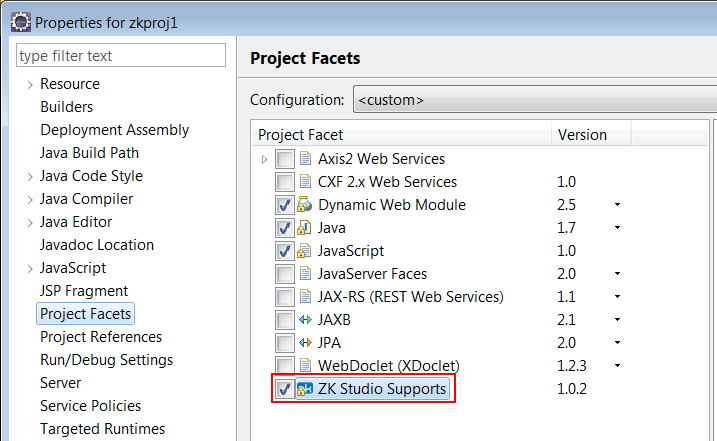 Properties for zkproj1
type filter text
Resource
Builders
Deployment Assembly
Java Build Path
Java Code Style
Java Compiler
Java Editor
Javadoc Location
JavaScript
JSP Fragment
Project Facets
Project References
Run/Debug Settings
Server
Service Policies
Targeted Runtimes
Project Facets
Configuration: <custom>
Project Facet Version
Axis2 Web Services
CXF 2.x Web Services 1.0
Dynamic Web Module 2.5
Java 1.7
JavaScript 1.0
JavaServer Faces 2.0
JAX-RS (REST Web Services) 1.1
JAXB 2.1
JPA 2.0
WebDoclet (XDoclet) 1.2.3
ZK Studio Supports 1.0.2